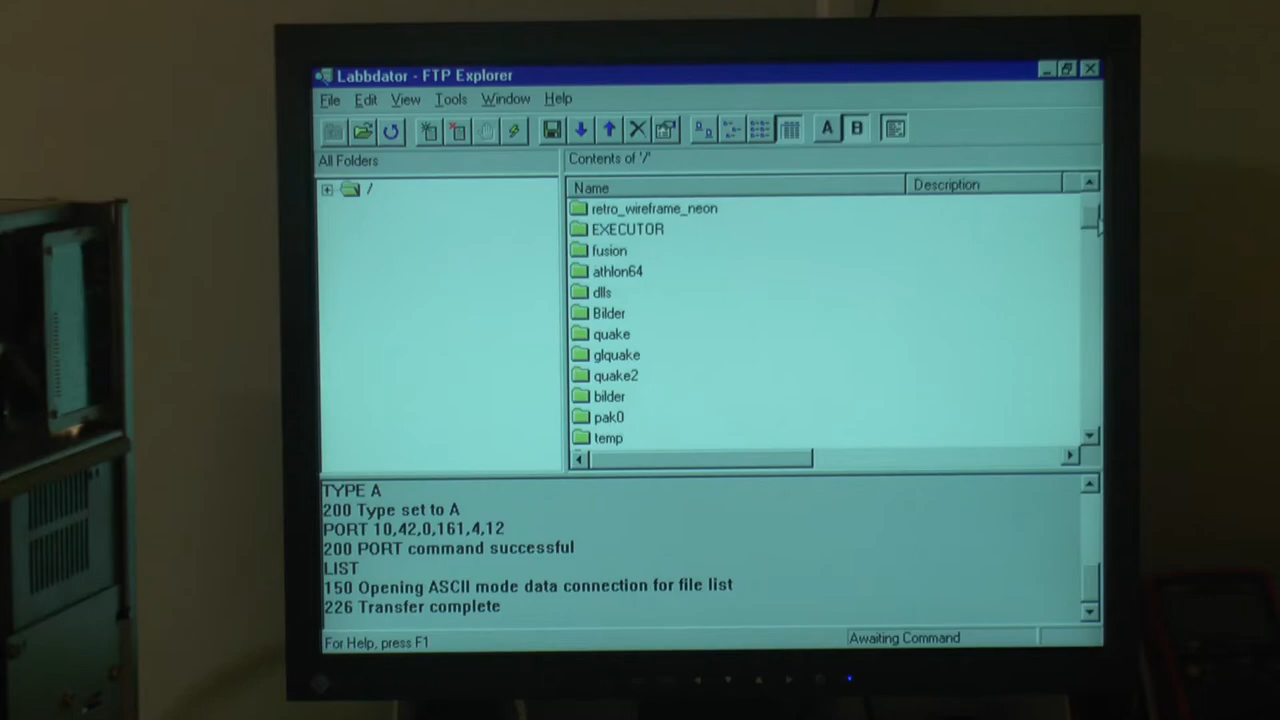 Labbdator - FTP Explorer
File Edit View Tools Window Help
A B
All Folders
Contents of '/'
/
Name Description
retro_wireframe_neon
EXECUTOR
fusion
athlon64
dlls
Bilder
quake
glquake
quake2
bilder
pak0
temp
TYPE A
200 Type set to A
PORT 10,42,0,161,4,12
200 PORT command successful
LIST
150 Opening ASCII mode data connection for file list
226 Transfer complete
For Help, press F1
Awaiting Command